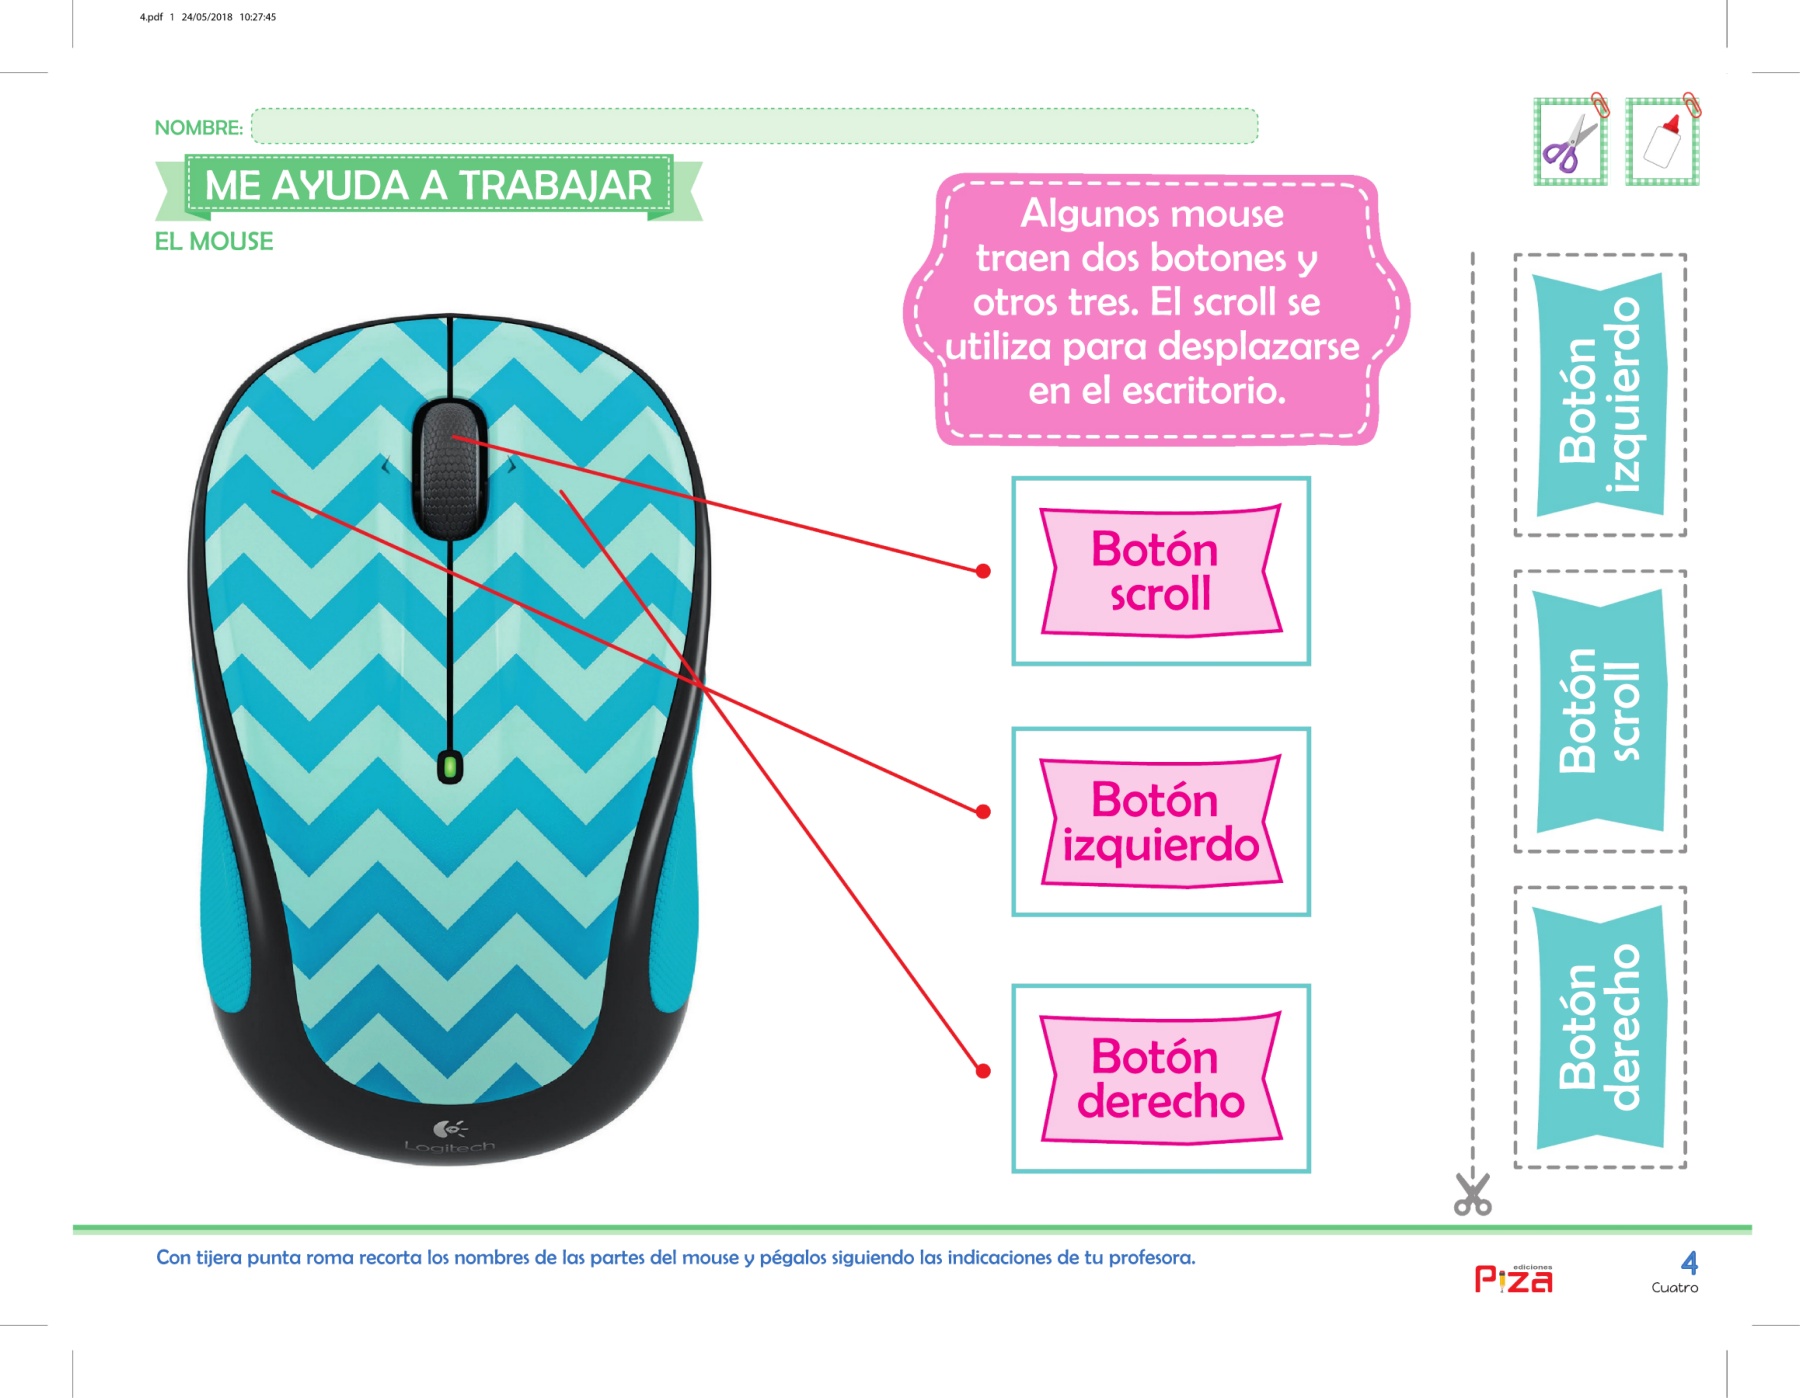 4.pdf 1 24/05/2018 10:27:45
NOMBRE:
ME AYUDA A TRABAJAR
EL MOUSE
Algunos mouse
traen dos botones y
otros tres. El scroll se
utiliza para desplazarse
en el escritorio.
Botón
scroll
Botón
izquierdo
Botón
derecho
Logitech
Botón
izquierdo
Botón
scroll
Botón
derecho
Con tijera punta roma recorta los nombres de las partes del mouse y pégalos siguiendo las indicaciones de tu profesora.
ediciones
Piza
4
Cuatro